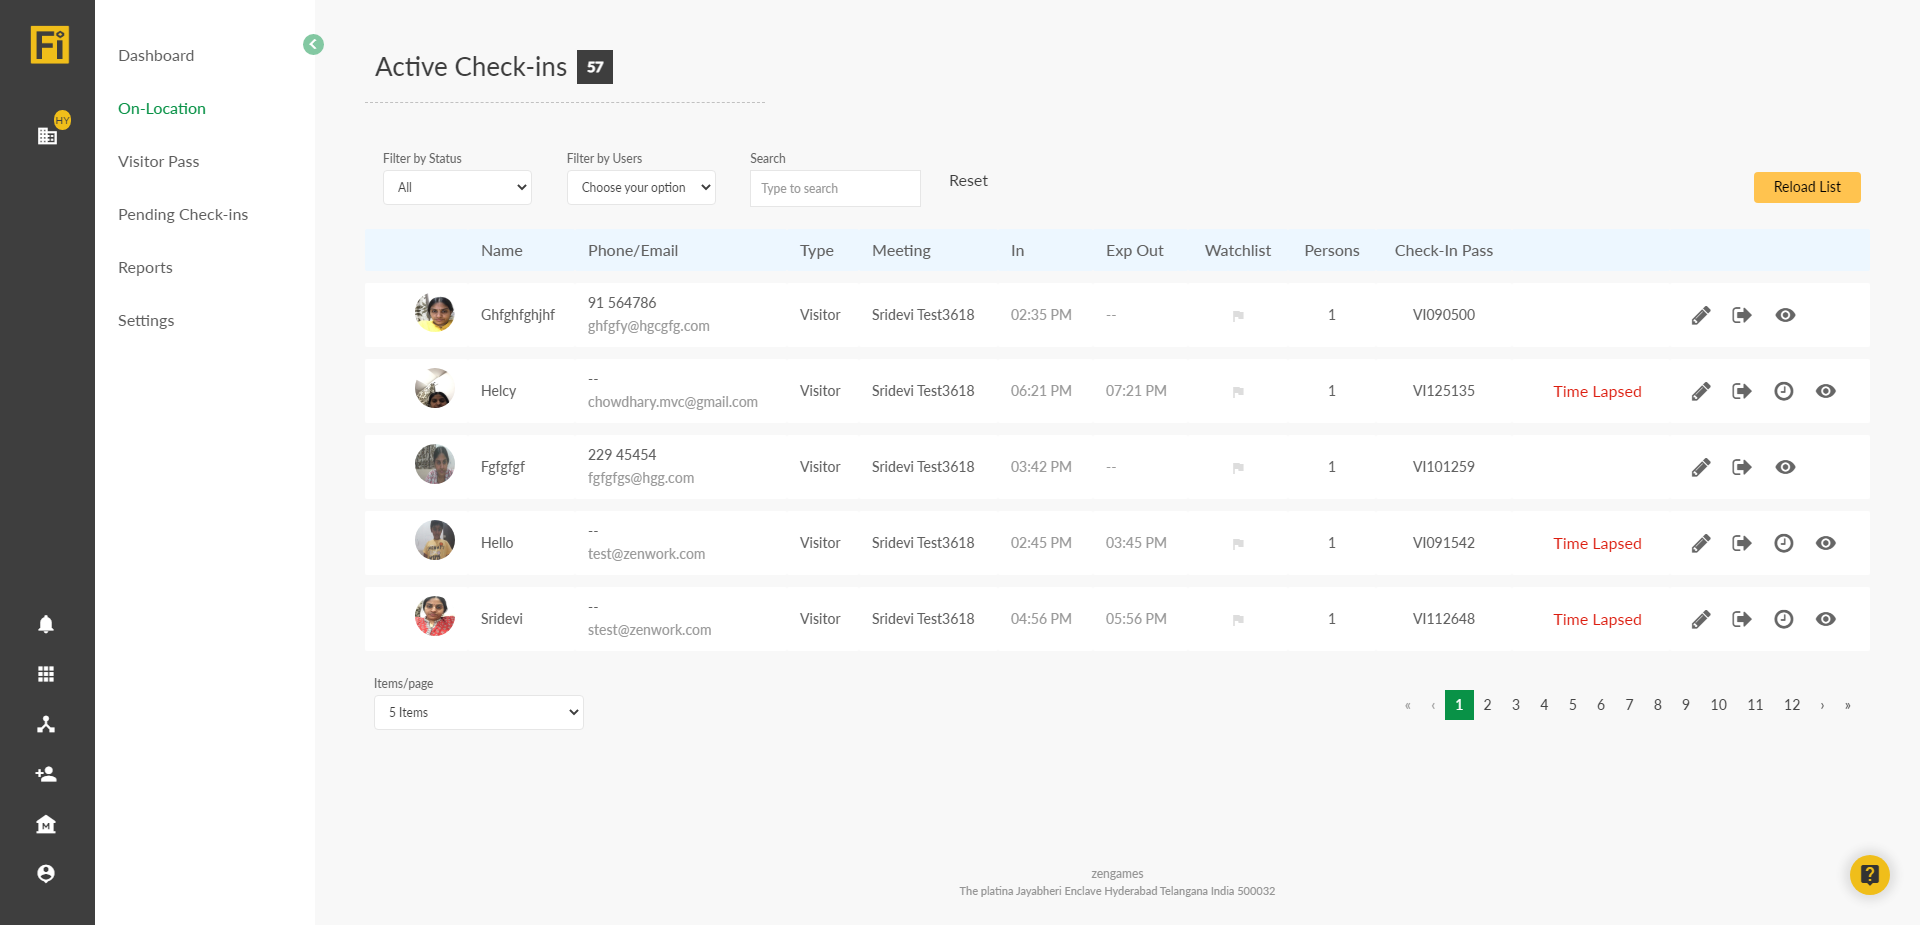 Fi
HY
Dashboard
On-Location
Visitor Pass
Pending Check-ins
Reports
Settings
Active Check-ins 57
Filter by Status Filter by Users Search
All Choose your option Type to search Reset Reload List
Name Phone/Email Type Meeting In Exp Out Watchlist Persons Check-In Pass
91 564786
Ghfghfghjhf Visitor Sridevi Test3618 02:35 PM -- 1 VI090500
ghfgfy@hgcgfg.com
--
Helcy Visitor Sridevi Test3618 06:21 PM 07:21 PM 1 VI125135 Time Lapsed
chowdhary.mvc@gmail.com
229 45454
Fgfgfgf Visitor Sridevi Test3618 03:42 PM -- 1 VI101259
fgfgfgs@hgg.com
--
Hello Visitor Sridevi Test3618 02:45 PM 03:45 PM 1 VI091542 Time Lapsed
test@zenwork.com
--
Sridevi Visitor Sridevi Test3618 04:56 PM 05:56 PM 1 VI112648 Time Lapsed
stest@zenwork.com
Items/page
5 Items
« ‹ 1 2 3 4 5 6 7 8 9 10 11 12 › »
M
zengames
The platina Jayabheri Enclave Hyderabad Telangana India 500032
?